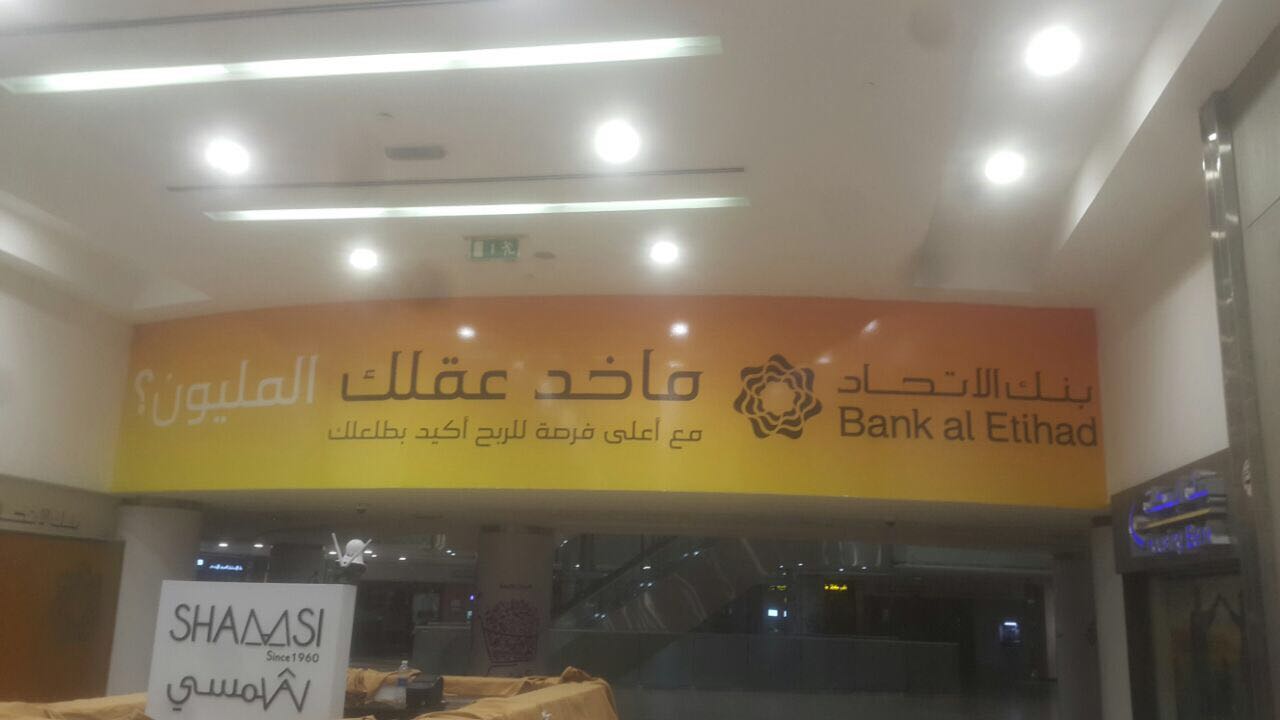 بنك الاتحاد
Bank al Etihad
ماخد عقلك المليون؟
مع أعلى فرصة للربح أكيد بطلعلك
SHAMSI
Since 1960
شامسي